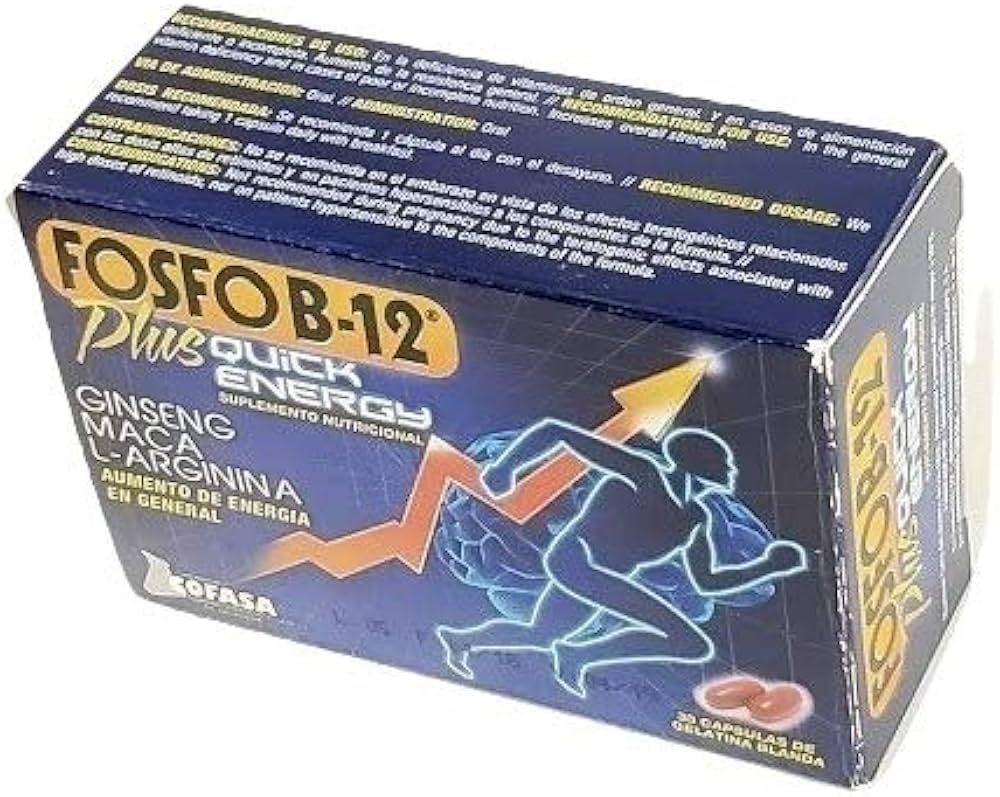 RECOMENDACIONES DE USO: En la deficiencia de vitaminas de orden general, y en casos de alimentación
deficiente o incompleta. Aumento de la resistencia general. // RECOMMENDATIONS FOR USE: In the general
vitamin deficiency and in cases of poor or incomplete nutrition. Increases overall strength.
VIA DE ADMINISTRACION: Oral. // ADMINISTRATION: Oral
DOSIS RECOMENDADA: Se recomienda 1 cápsula al día con el desayuno. // RECOMMENDED DOSAGE: We
recommend taking 1 capsule daily with breakfast.
CONTRAINDICACIONES: No se recomienda en el embarazo en vista de los efectos teratogénicos relacionados
con las dosis altas de retinoides y en pacientes hipersensibles a los componentes de la fórmula. //
CONTRAINDICATIONS: Not recommended during pregnancy due to the teratogenic effects associated with
high doses of retinoids, nor on patients hypersensitive to the components of the formula.
FOSFO B-12®
Plus QUICK
ENERGY
SUPLEMENTO NUTRICIONAL
GINSENG
MACA
L-ARGININA
AUMENTO DE ENERGIA
EN GENERAL
COFASA
30 CAPSULAS DE
GELATINA BLANDA
FOSFO B-12
Plus QUICK
ENERGY